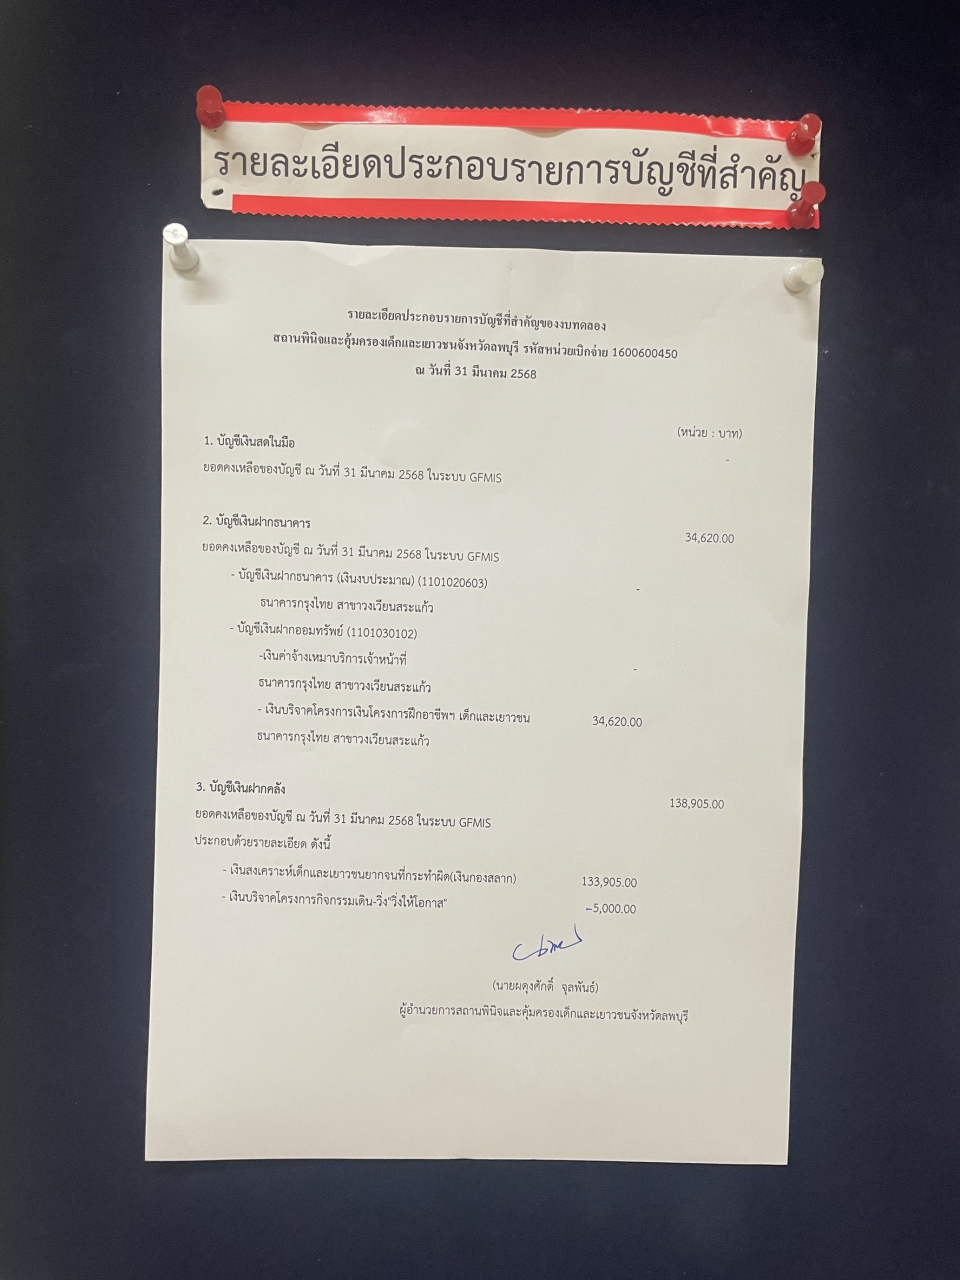 รายละเอียดประกอบรายการบัญชีที่สำคัญ
รายละเอียดประกอบรายการบัญชีที่สำคัญของงบทดลอง
สถานพินิจและคุ้มครองเด็กและเยาวชนจังหวัดลพบุรี รหัสหน่วยเบิกจ่าย 1600600450
ณ วันที่ 31 มีนาคม 2568
(หน่วย : บาท)
1. บัญชีเงินสดในมือ -
ยอดคงเหลือของบัญชี ณ วันที่ 31 มีนาคม 2568 ในระบบ GFMIS
2. บัญชีเงินฝากธนาคาร 34,620.00
ยอดคงเหลือของบัญชี ณ วันที่ 31 มีนาคม 2568 ในระบบ GFMIS
- บัญชีเงินฝากธนาคาร (เงินงบประมาณ) (1101020603) -
ธนาคารกรุงไทย สาขาวงเวียนสระแก้ว
- บัญชีเงินฝากออมทรัพย์ (1101030102)
-เงินค่าจ้างเหมาบริการเจ้าหน้าที่ -
ธนาคารกรุงไทย สาขาวงเวียนสระแก้ว
- เงินบริจาคโครงการเงินโครงการฝึกอาชีพฯ เด็กและเยาวชน 34,620.00
ธนาคารกรุงไทย สาขาวงเวียนสระแก้ว
3. บัญชีเงินฝากคลัง 138,905.00
ยอดคงเหลือของบัญชี ณ วันที่ 31 มีนาคม 2568 ในระบบ GFMIS
ประกอบด้วยรายละเอียด ดังนี้
- เงินสงเคราะห์เด็กและเยาวชนยากจนที่กระทำผิด(เงินกองสลาก) 133,905.00
- เงินบริจาคโครงการกิจกรรมเดิน-วิ่ง"วิ่งให้โอกาส" -5,000.00
(นายผดุงศักดิ์ จุลพันธ์)
ผู้อำนวยการสถานพินิจและคุ้มครองเด็กและเยาวชนจังหวัดลพบุรี